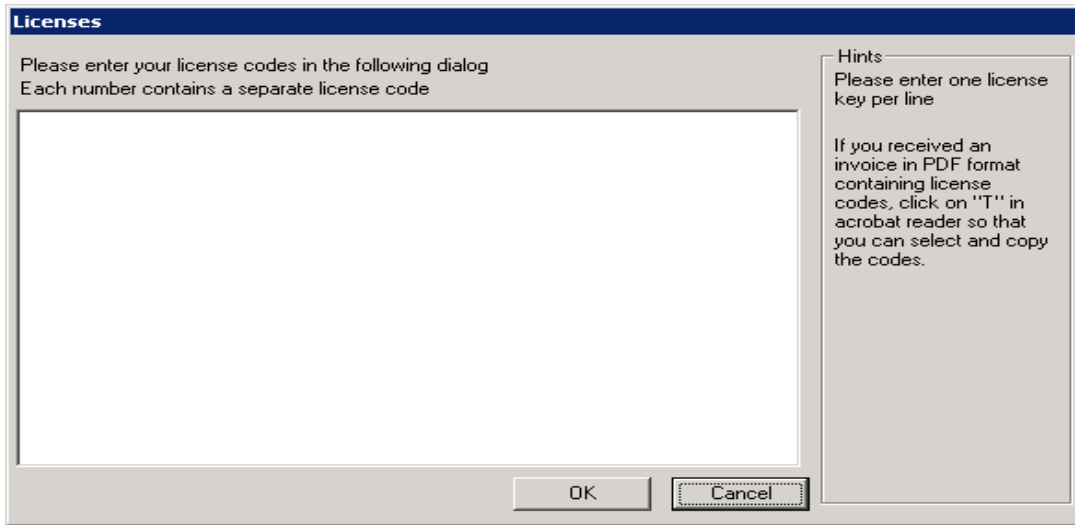 Licenses
Please enter your license codes in the following dialog
Each number contains a separate license code
Hints
Please enter one license
key per line
If you received an
invoice in PDF format
containing license
codes, click on "T" in
acrobat reader so that
you can select and copy
the codes.
OK
Cancel